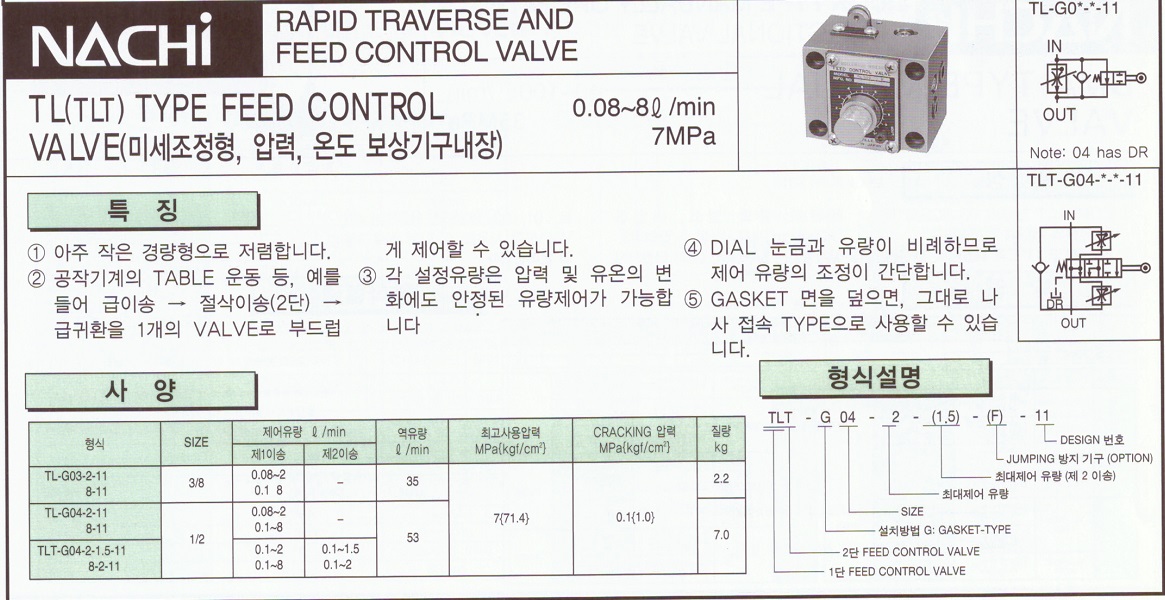 NACHi
RAPID TRAVERSE AND
FEED CONTROL VALVE
TL(TLT) TYPE FEED CONTROL
VALVE(미세조정형, 압력, 온도 보상기구내장)
0.08~8ℓ /min
7MPa
TL-G0*-*-11
IN
OUT
Note: 04 has DR
TLT-G04-*-*-11
IN
DR
OUT
특 징
① 아주 작은 경량형으로 저렴합니다.
② 공작기계의 TABLE 운동 등, 예를
들어 급이송 → 절삭이송(2단) →
급귀환을 1개의 VALVE로 부드럽
게 제어할 수 있습니다.
③ 각 설정유량은 압력 및 유온의 변
화에도 안정된 유량제어가 가능합
니다
④ DIAL 눈금과 유량이 비례하므로
제어 유량의 조정이 간단합니다.
⑤ GASKET 면을 덮으면, 그대로 나
사 접속 TYPE으로 사용할 수 있습
니다.
사 양
형식 SIZE 제어유량 ℓ /min 역유량 ℓ /min 최고사용압력 MPa{kgf/cm²} CRACKING 압력 MPa{kgf/cm²} 질량 kg
제1이송 제2이송
TL-G03-2-11 3/8 0.08~2 – 35 7{71.4} 0.1{1.0} 2.2
8-11 0.1 8
TL-G04-2-11 1/2 0.08~2 – 53 7.0
8-11 0.1~8
TLT-G04-2-1.5-11 0.1~2 0.1~1.5
8-2-11 0.1~8 0.1~2
형식설명
TLT - G 04 - 2 - (1.5) - (F) - 11
DESIGN 번호
JUMPING 방지 기구 (OPTION)
최대제어 유량 (제 2 이송)
최대제어 유량
SIZE
설치방법 G: GASKET-TYPE
2단 FEED CONTROL VALVE
1단 FEED CONTROL VALVE